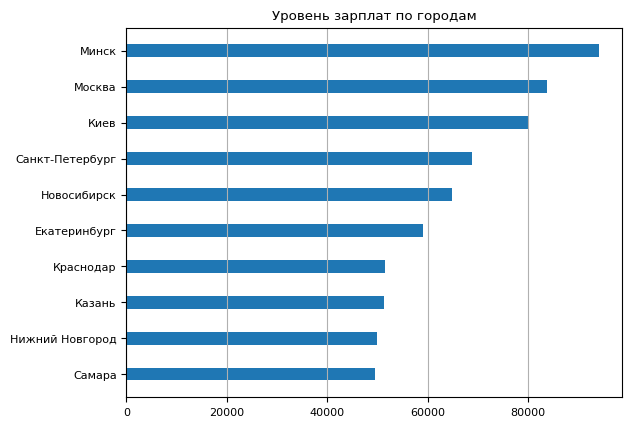 Уровень зарплат по городам
Минск
Москва
Киев
Санкт-Петербург
Новосибирск
Екатеринбург
Краснодар
Казань
Нижний Новгород
Самара
0 20000 40000 60000 80000